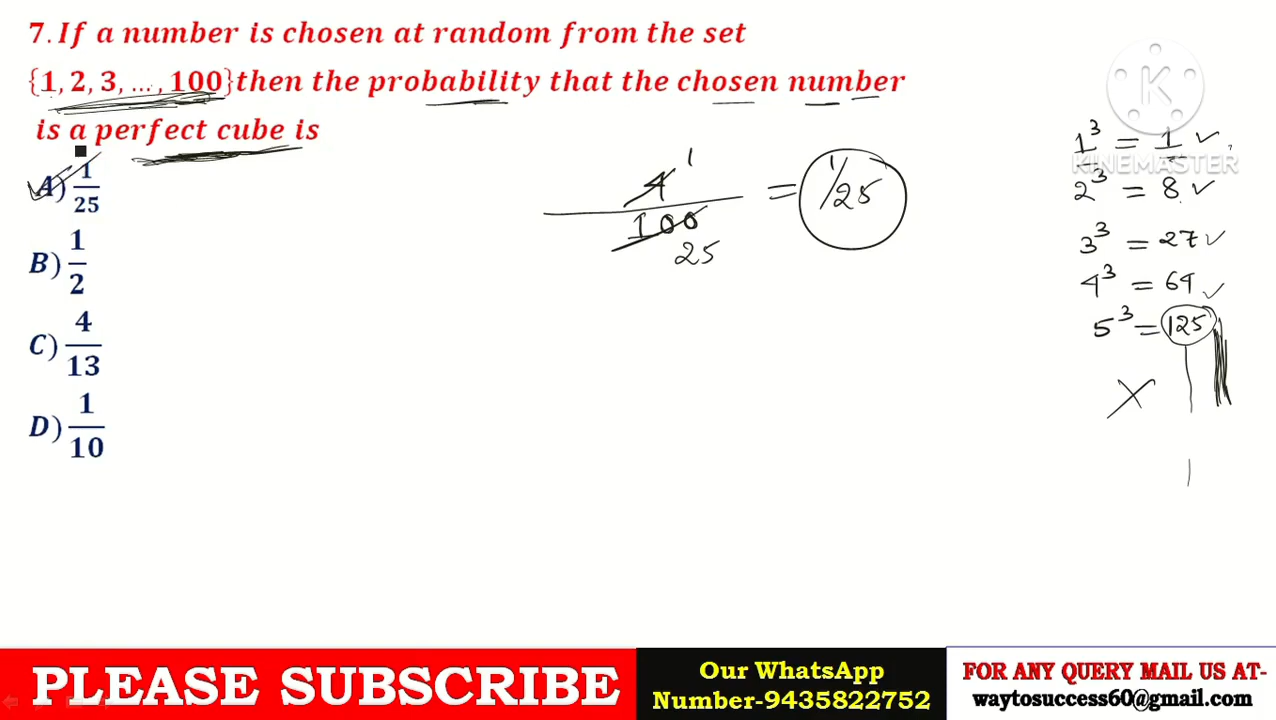 7. If a number is chosen at random from the set
{1, 2, 3, ..., 100} then the probability that the chosen number
is a perfect cube is
A) 1/25
B) 1/2
C) 4/13
D) 1/10
4 1
100
25
= 1/25
1³ = 1 ✓
2³ = 8 ✓
3³ = 27 ✓
4³ = 64 ✓
5³ = 125
X
K
KINEMASTER
PLEASE SUBSCRIBE
Our WhatsApp
Number-9435822752
FOR ANY QUERY MAIL US AT-
waytosuccess60@gmail.com